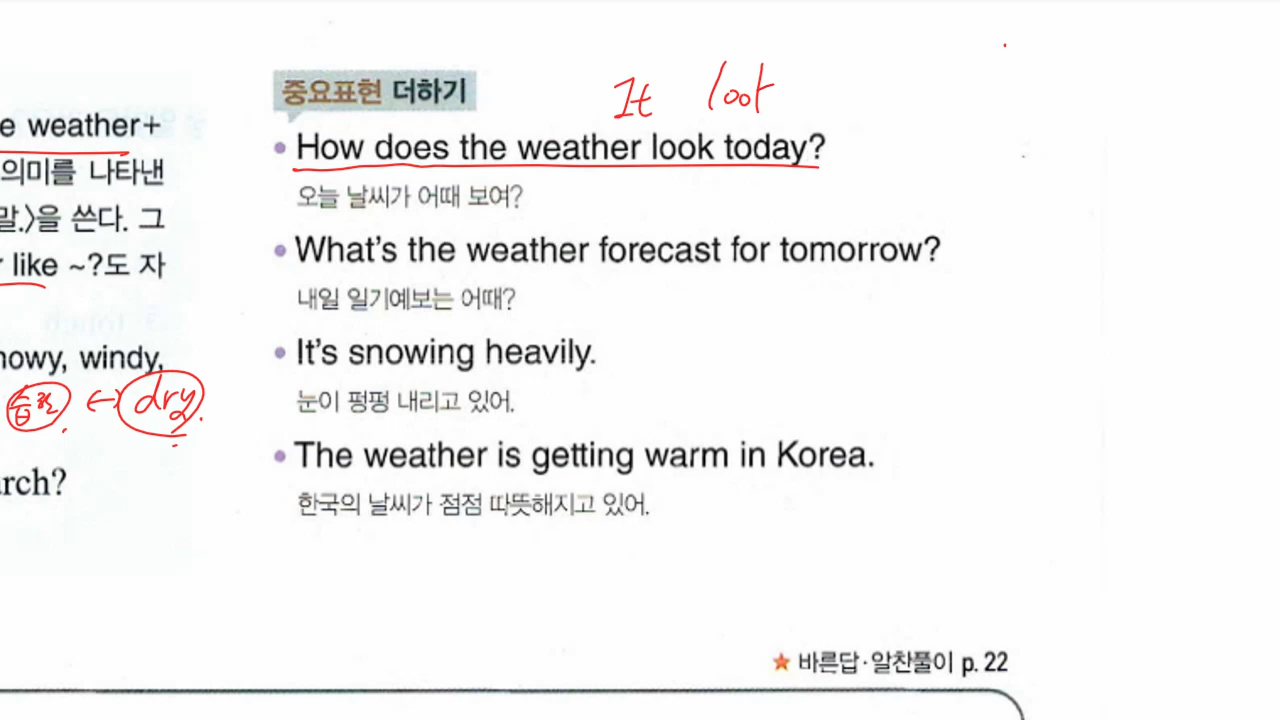 중요표현 더하기
It look
• How does the weather look today?
오늘 날씨가 어때 보여?
• What's the weather forecast for tomorrow?
내일 일기예보는 어때?
• It's snowing heavily.
눈이 펑펑 내리고 있어.
• The weather is getting warm in Korea.
한국의 날씨가 점점 따뜻해지고 있어.
e weather+
의미를 나타낸
말.〉을 쓴다. 그
like ~?도 자
nowy, windy,
↔ dry
arch?
★ 바른답·알찬풀이 p. 22